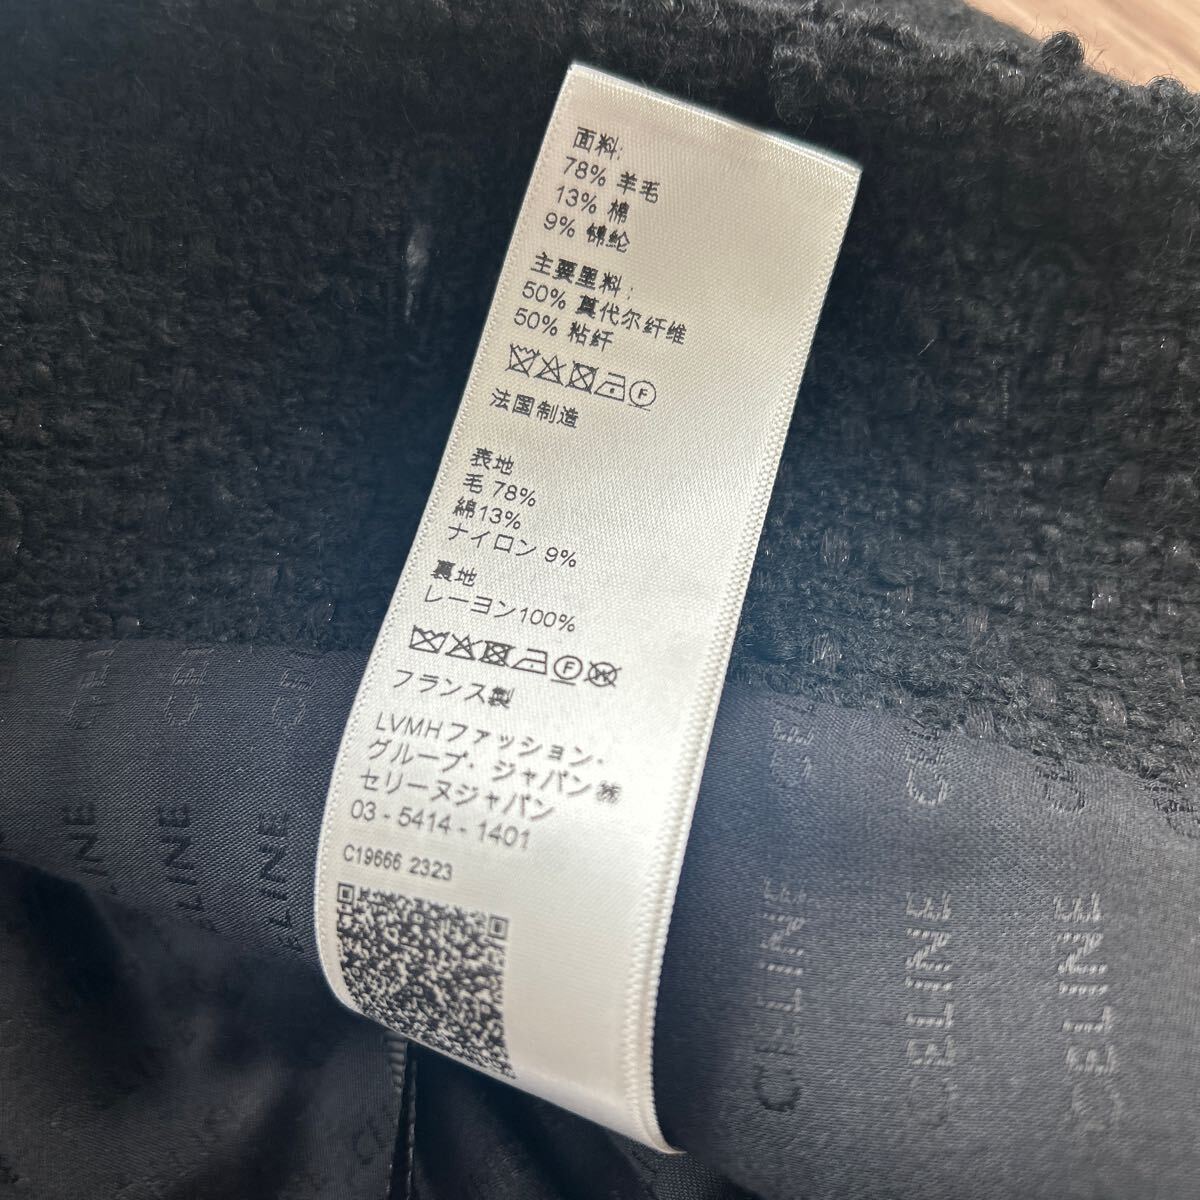 面料:
78% 羊毛
13% 棉
9% 锦纶
主要里料:
50% 莫代尔纤维
50% 粘纤
F
法国制造
表地
毛 78%
綿13%
ナイロン 9%
裏地
レーヨン100%
F W
フランス製
LVMHファッション・
グループ・ジャパン㈱
セリーヌジャパン
03 - 5414 - 1401
C19666 2323
CELINE
CELINE
CELINE